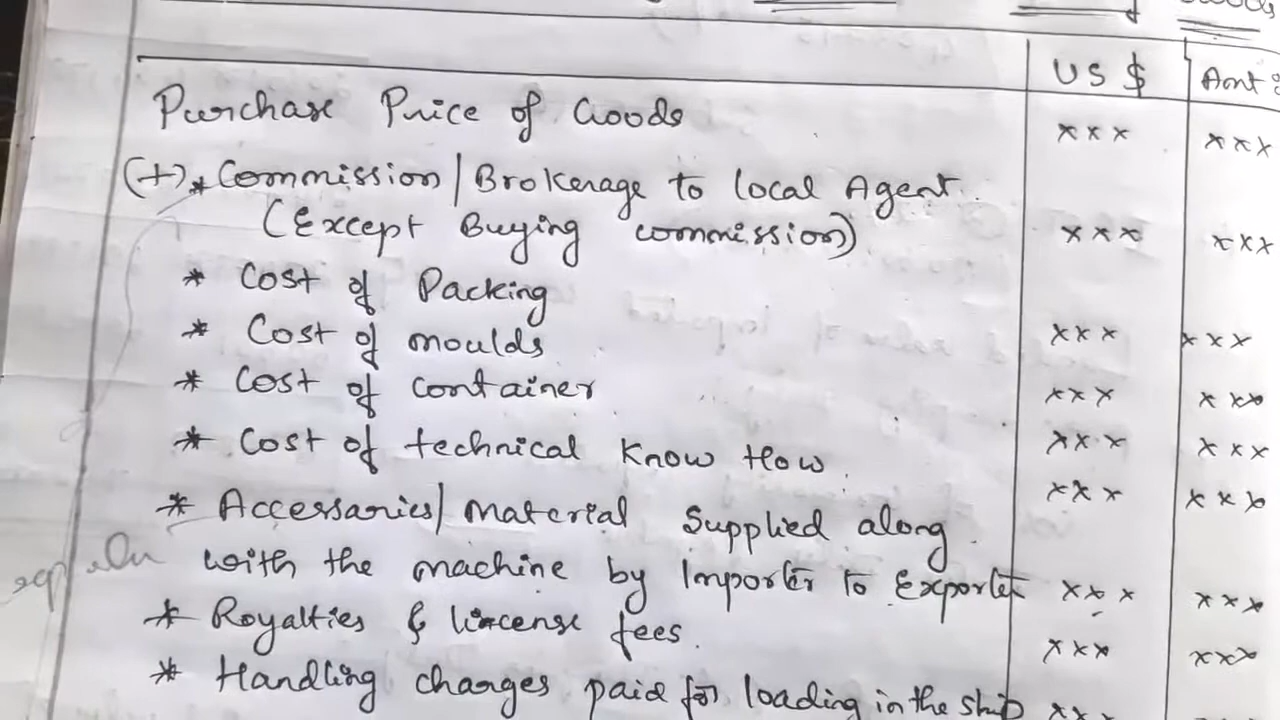 US $ Amt
Purchase Price of Goods xxx xxx
(+) * Commission / Brokerage to local Agent.
(Except Buying commission) xxx xxx
* Cost of Packing
* Cost of moulds xxx xxx
* Cost of container xxx xxx
* Cost of technical Know How. xxx xxx
* Accessaries / Material Supplied along xxx xxx
with the machine by Importer to Exporter xxx xxx
* Royalties & lincense fees. xxx xxx
* Handling charges paid for loading in the ship xxx